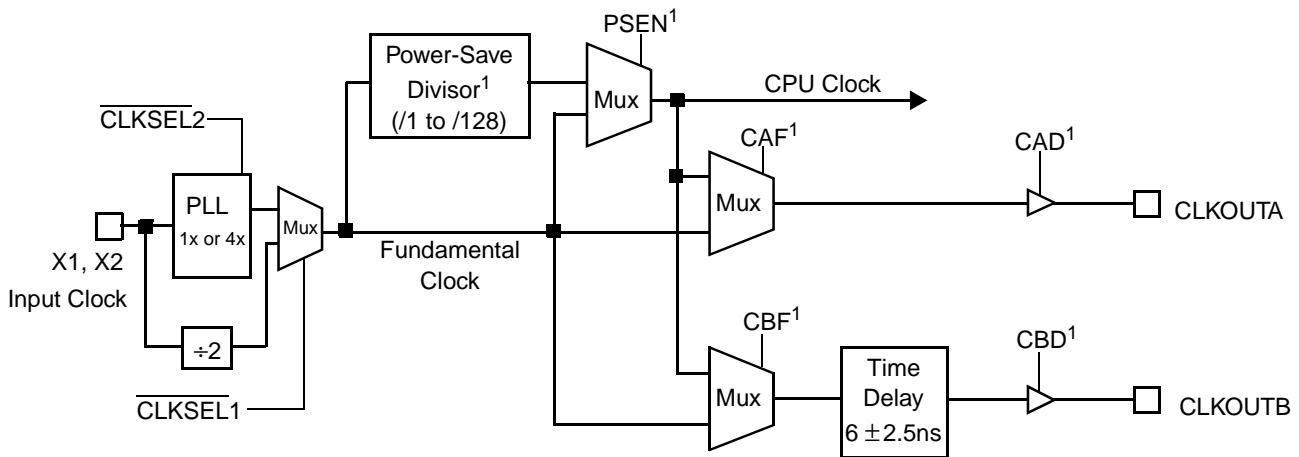 PSEN¹
Power-Save
Divisor¹
(/1 to /128)
Mux
CPU Clock
CLKSEL2
CAF¹
CAD¹
PLL
1x or 4x
Mux
Mux
CLKOUTA
X1, X2
Input Clock
Fundamental
Clock
÷2
CLKSEL1
CBF¹
Mux
Time
Delay
6 ±2.5ns
CBD¹
CLKOUTB